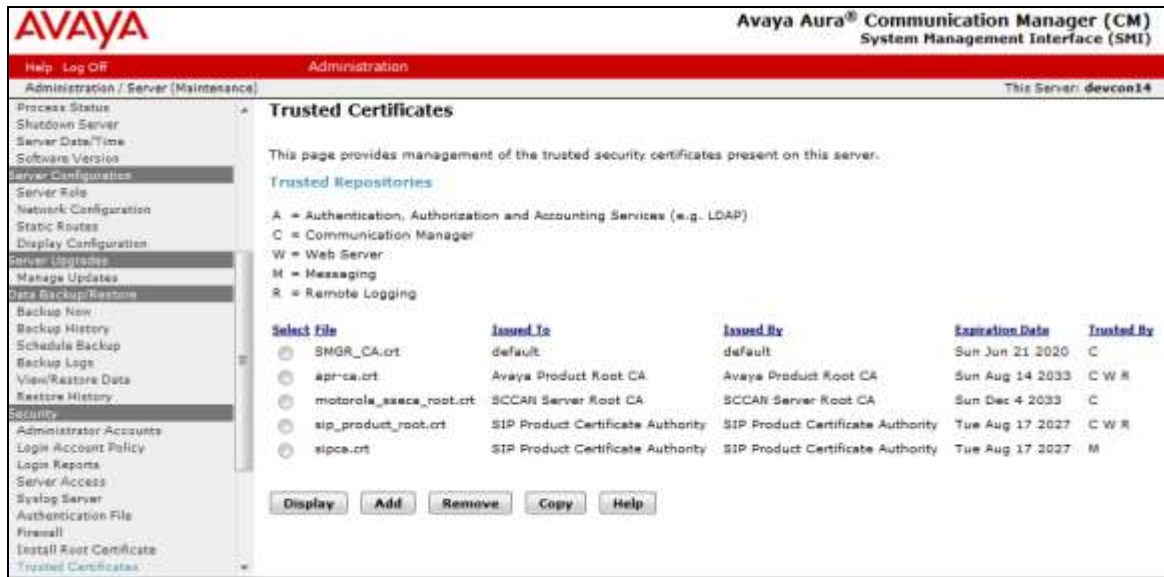 AVAYA
Avaya Aura® Communication Manager (CM)
System Management Interface (SMI)
Help Log Off
Administration
Administration / Server (Maintenance)
This Server: devcon14
Process Status
Shutdown Server
Server Date/Time
Software Version
Server Configuration
Server Role
Network Configuration
Static Routes
Display Configuration
Server Upgrades
Manage Updates
Data Backup/Restore
Backup Now
Backup History
Schedule Backup
Backup Logs
View/Restore Data
Restore History
Security
Administrator Accounts
Login Account Policy
Login Reports
Server Access
Syslog Server
Authentication File
Firewall
Install Root Certificate
Trusted Certificates
Trusted Certificates
This page provides management of the trusted security certificates present on this server.
Trusted Repositories
A = Authentication, Authorization and Accounting Services (e.g. LDAP)
C = Communication Manager
W = Web Server
M = Messaging
R = Remote Logging
Select File Issued To Issued By Expiration Date Trusted By
SMGR_CA.crt default default Sun Jun 21 2020 C
apr-ca.crt Avaya Product Root CA Avaya Product Root CA Sun Aug 14 2033 C W R
motorola_sseca_root.crt SCCAN Server Root CA SCCAN Server Root CA Sun Dec 4 2033 C
sip_product_root.crt SIP Product Certificate Authority SIP Product Certificate Authority Tue Aug 17 2027 C W R
sipca.crt SIP Product Certificate Authority SIP Product Certificate Authority Tue Aug 17 2027 M
Display Add Remove Copy Help